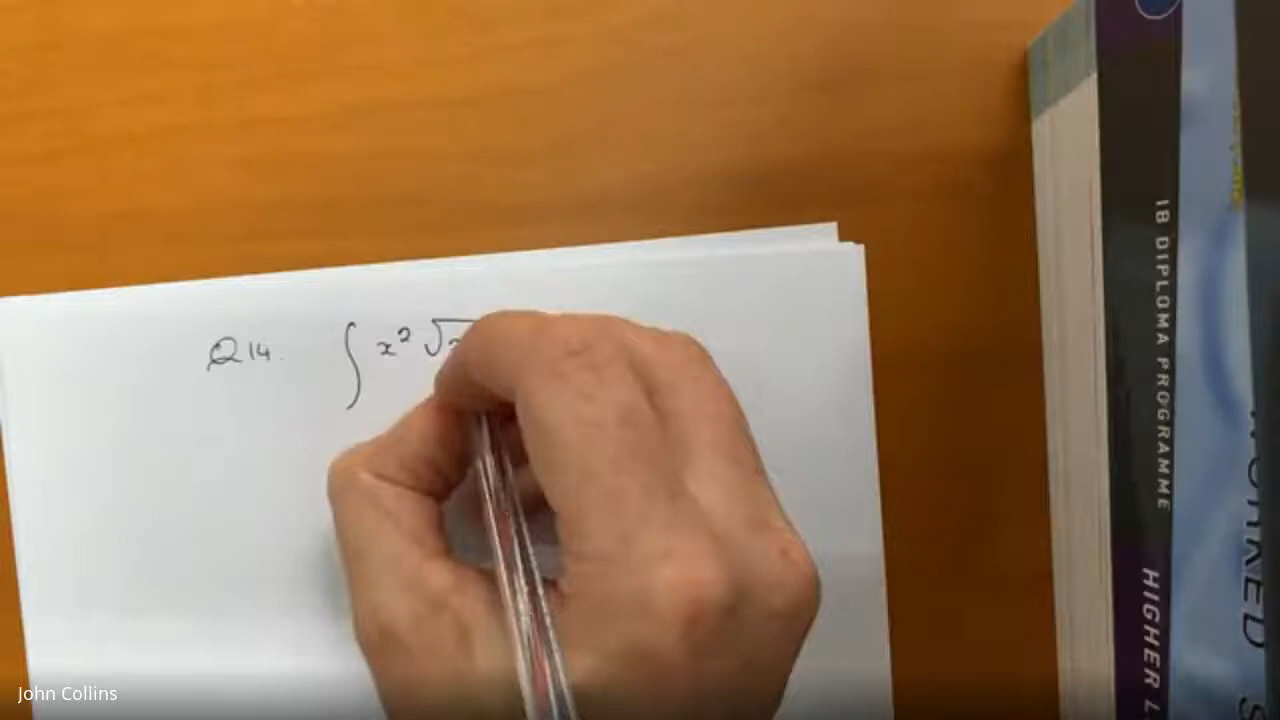 Q14. ∫ x² √
IB DIPLOMA PROGRAMME
HIGHER
John Collins